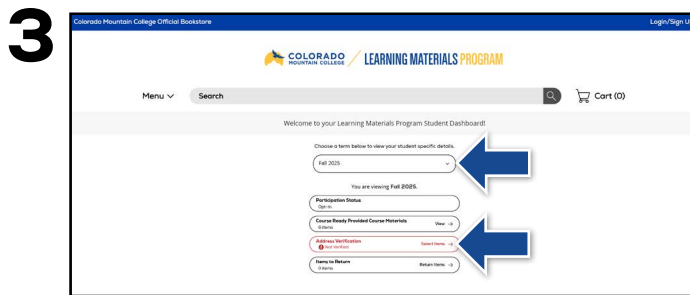 3
Colorado Mountain College Official Bookstore
Login/Sign U
COLORADO MOUNTAIN COLLEGE LEARNING MATERIALS PROGRAM
Menu
Search
Cart (0)
Welcome to your Learning Materials Program Student Dashboard!
Choose a term below to view your student specific details.
Fall 2025
You are viewing Fall 2025.
Participation Status
Opt-In
Course Ready Provided Course Materials
6 items
View →
Address Verification
Not Verified
Select Items →
Items to Return
0 items
Return Items →